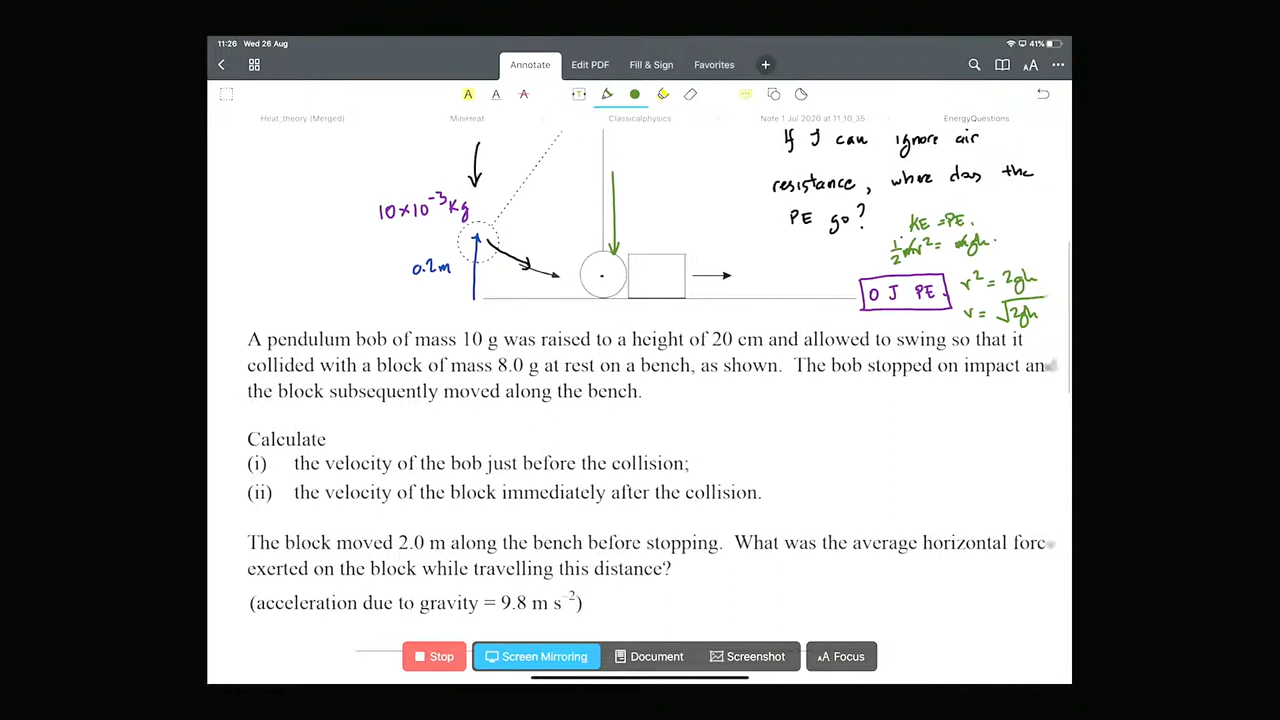 11:26 Wed 26 Aug
41%
Annotate Edit PDF Fill & Sign Favorites
AA
A A A T
Heat_theory (Merged) MiniHeat Classicalphysics Note 1 Jul 2020 at 11_10_35 EnergyQuestions
If I can ignore air
resistance, where does the
PE go?
10×10⁻³ Kg
KE = PE.
½mv² = mgh.
0.2m
0 J PE.
v² = 2gh
v = √2gh
A pendulum bob of mass 10 g was raised to a height of 20 cm and allowed to swing so that it
collided with a block of mass 8.0 g at rest on a bench, as shown. The bob stopped on impact an
the block subsequently moved along the bench.
Calculate
(i) the velocity of the bob just before the collision;
(ii) the velocity of the block immediately after the collision.
The block moved 2.0 m along the bench before stopping. What was the average horizontal forc
exerted on the block while travelling this distance?
(acceleration due to gravity = 9.8 m s⁻²)
Stop Screen Mirroring Document Screenshot AA Focus